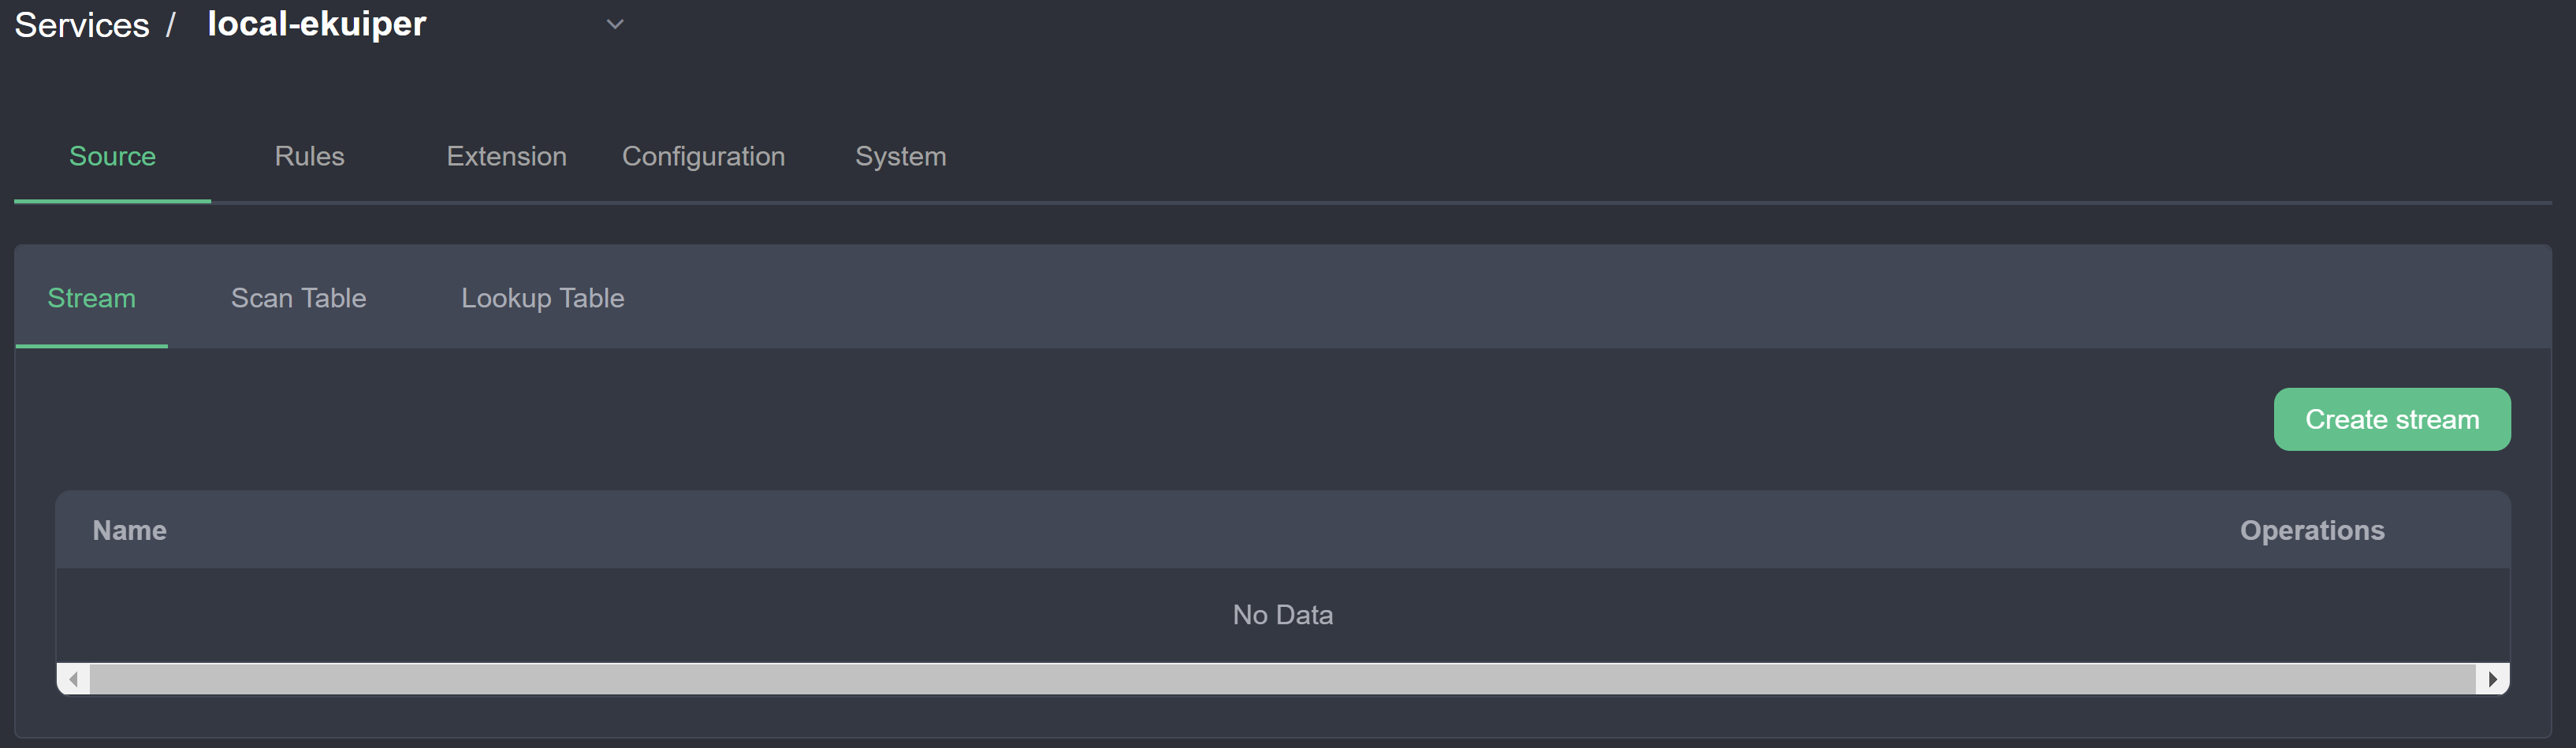 Services / local-ekuiper
Source Rules Extension Configuration System
Stream Scan Table Lookup Table
Create stream
Name Operations
No Data